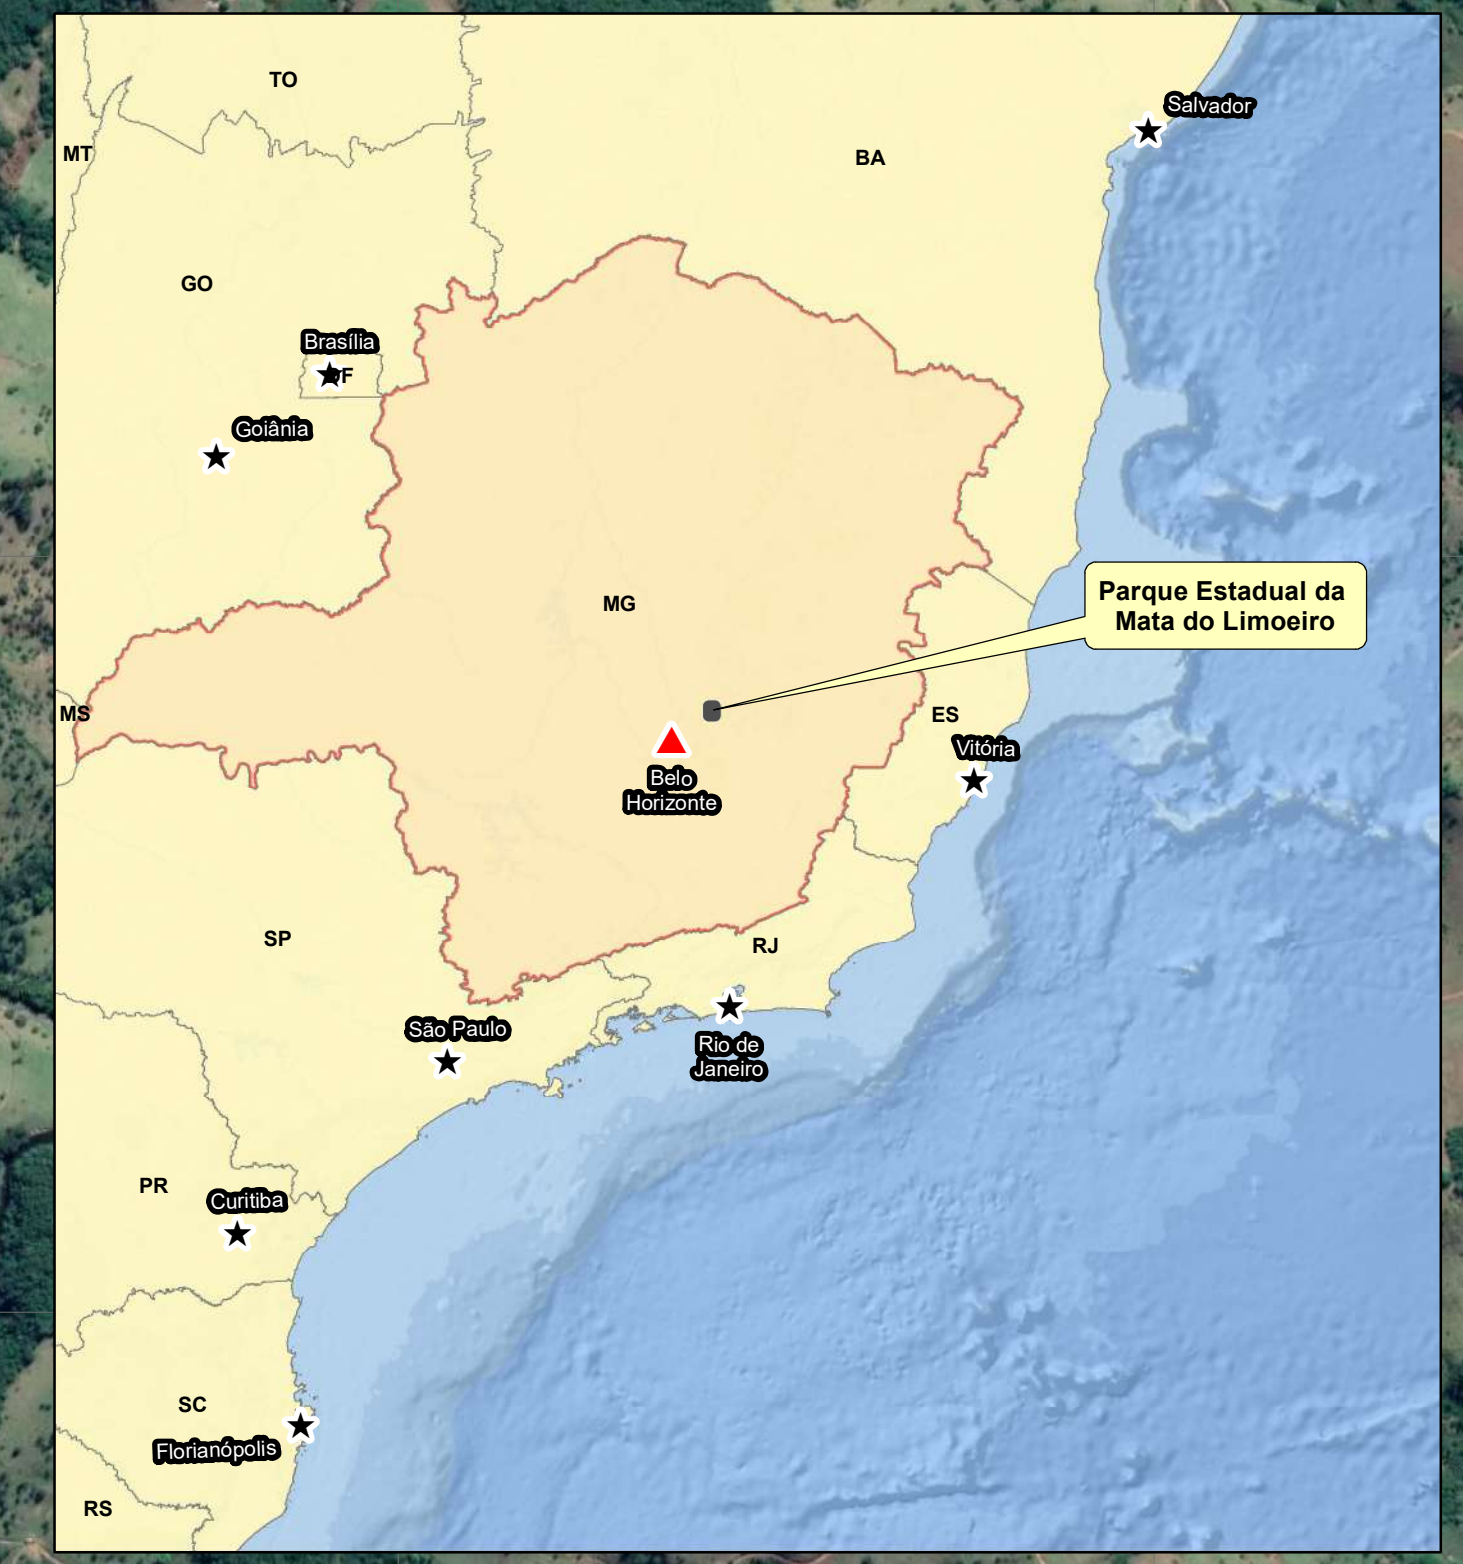 TO
Salvador
MT
BA
GO
Brasília
DF
Goiânia
Parque Estadual da
Mata do Limoeiro
MG
MS
ES
Vitória
Belo
Horizonte
SP
RJ
São Paulo
Rio de
Janeiro
PR
Curitiba
SC
Florianópolis
RS